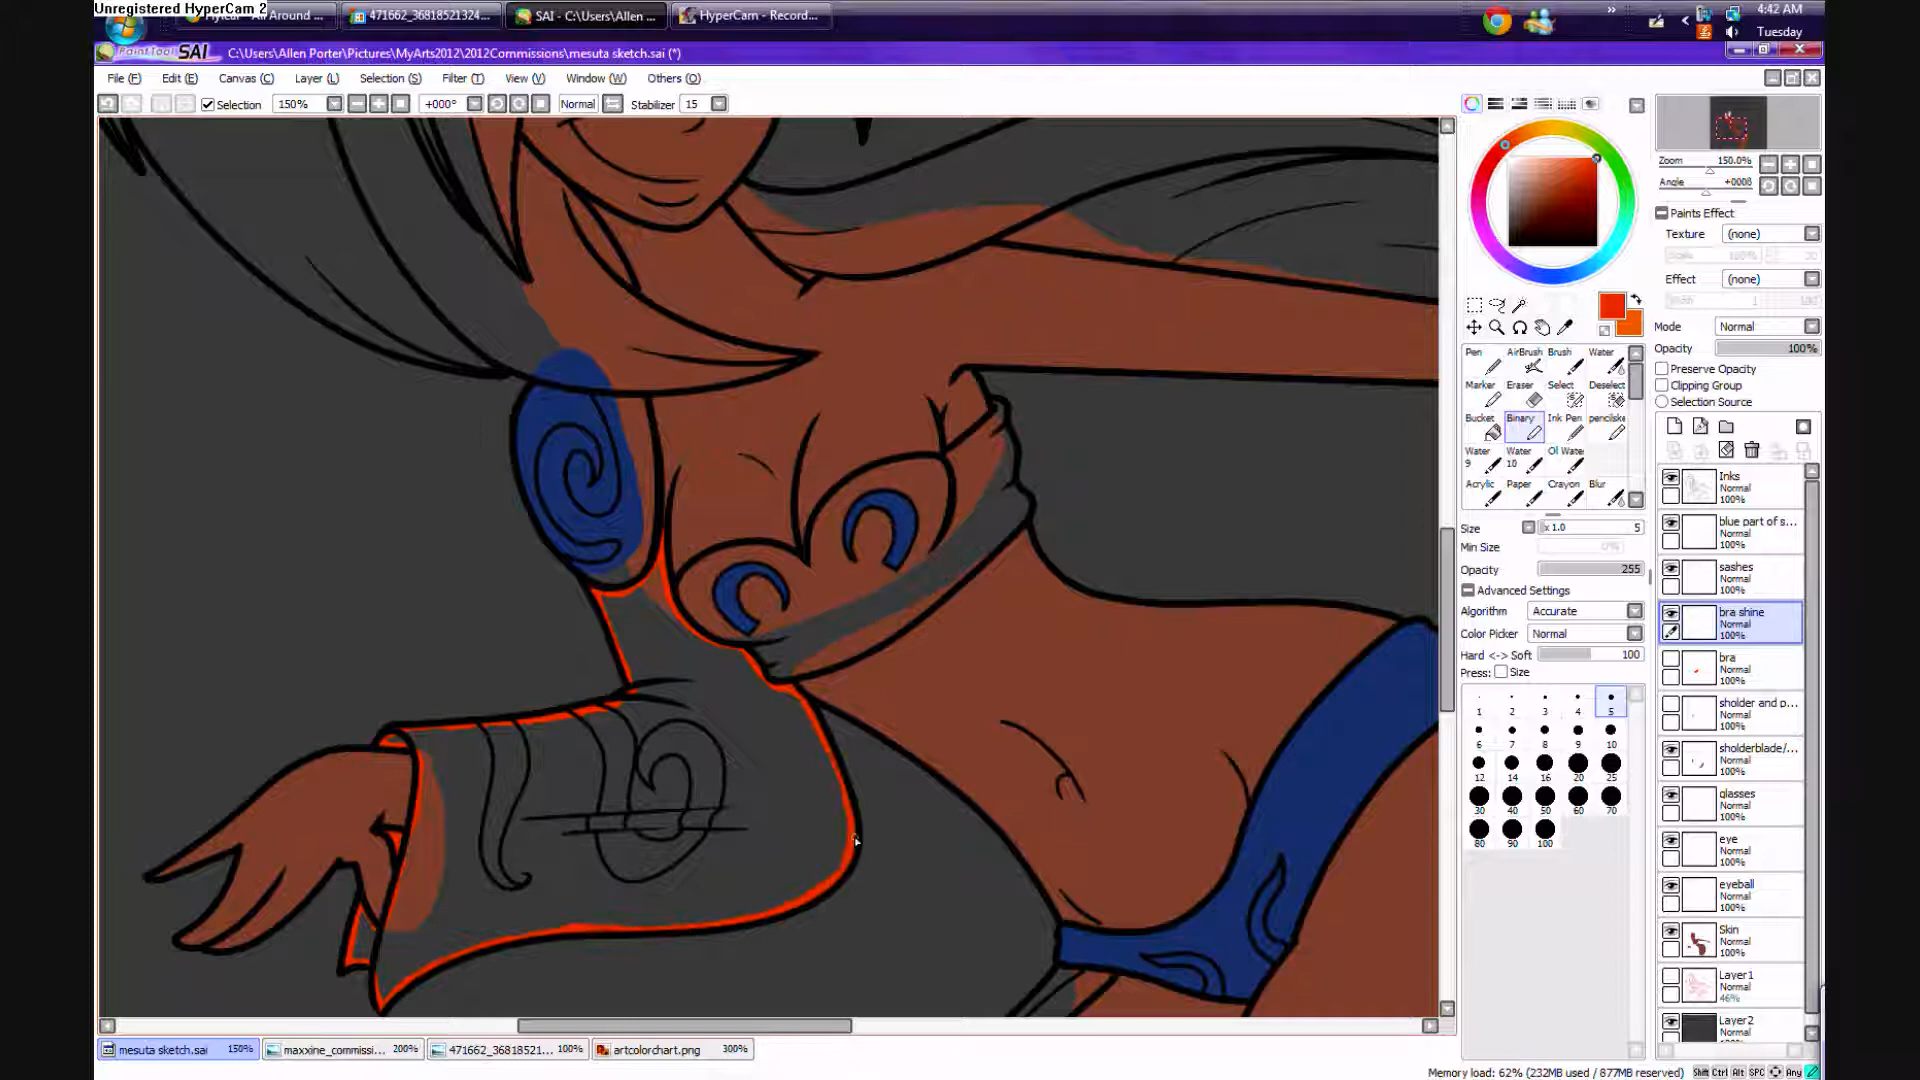 Unregistered HyperCam 2
471662_36818521324...
SAI - C:\Users\Allen ...
HyperCam - Record...
4:42 AM
Tuesday
PaintTool SAI
C:\Users\Allen Porter\Pictures\MyArts2012\2012Commissions\mesuta sketch.sai (*)
File (F) Edit (E) Canvas (C) Layer (L) Selection (S) Filter (T) View (V) Window (W) Others (O)
Selection 150% +000° Normal Stabilizer 15
Zoom 150.0%
Angle +000ß
Paints Effect
Texture (none)
Effect (none)
Mode Normal
Opacity 100%
Preserve Opacity
Clipping Group
Selection Source
Pen AirBrush Brush Water
Marker Eraser Select Deselect
Bucket Binary Ink Pen pencilske
Water 9 Water 10 Ol Water
Acrylic Paper Crayon Blur
Size x 1.0 5
Min Size 0%
Opacity 255
Advanced Settings
Algorithm Accurate
Color Picker Normal
Hard <-> Soft 100
Press: Size
1 2 3 4 5
6 7 8 9 10
12 14 16 20 25
30 40 50 60 70
80 90 100
Inks
Normal
100%
blue part of s...
Normal
100%
sashes
Normal
100%
bra shine
Normal
100%
bra
Normal
100%
sholder and p...
Normal
100%
sholderblade/...
Normal
100%
glasses
Normal
100%
eye
Normal
100%
eyeball
Normal
100%
Skin
Normal
100%
Layer1
Normal
46%
Layer2
Normal
mesuta sketch.sai 150%
maxxine_commissi... 200%
471662_36818521... 100%
artcolorchart.png 300%
Memory load: 62% (232MB used / 877MB reserved)
Shift Ctrl Alt SPC Any